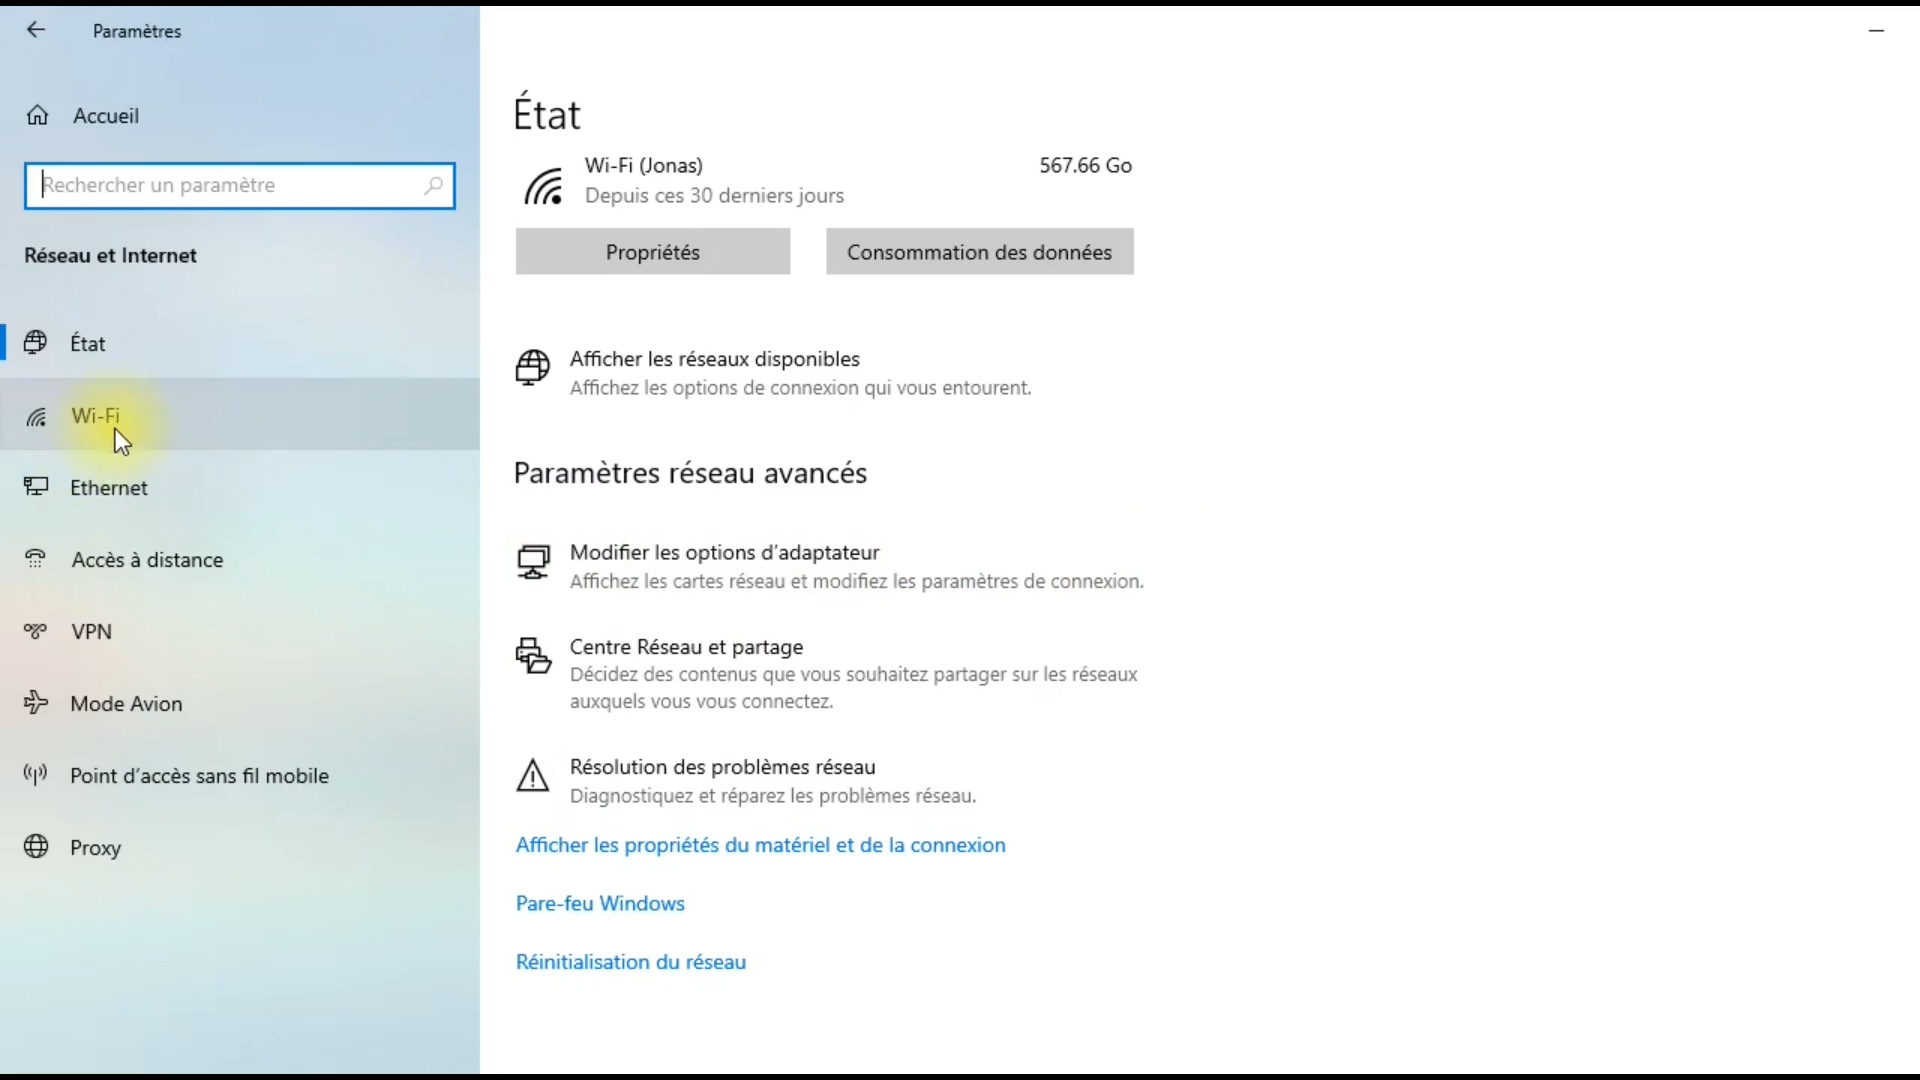 Paramètres
Accueil
Rechercher un paramètre
Réseau et Internet
État
Wi-Fi
Ethernet
Accès à distance
VPN
Mode Avion
Point d'accès sans fil mobile
Proxy
État
Wi-Fi (Jonas)
567.66 Go
Depuis ces 30 derniers jours
Propriétés
Consommation des données
Afficher les réseaux disponibles
Affichez les options de connexion qui vous entourent.
Paramètres réseau avancés
Modifier les options d'adaptateur
Affichez les cartes réseau et modifiez les paramètres de connexion.
Centre Réseau et partage
Décidez des contenus que vous souhaitez partager sur les réseaux
auxquels vous vous connectez.
Résolution des problèmes réseau
Diagnostiquez et réparez les problèmes réseau.
Afficher les propriétés du matériel et de la connexion
Pare-feu Windows
Réinitialisation du réseau